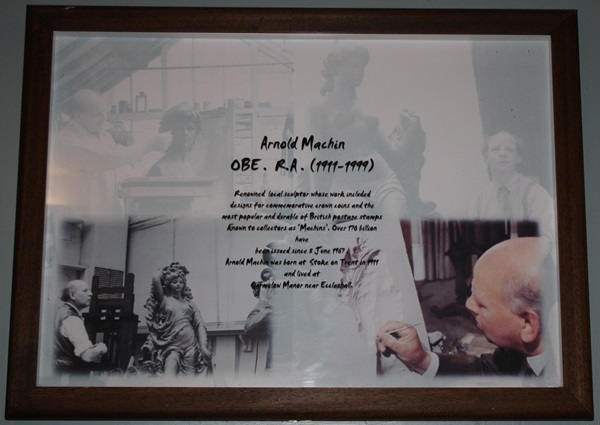 Arnold Machin
OBE. R.A. (1911-1999)
Renowned local sculptor whose work included
designs for commemorative crown coins and the
most popular and durable of British postage stamps
known to collectors as "Machins". Over 170 billion
have
been issued since 5 June 1967
Arnold Machin was born at Stoke on Trent in 1911
and lived at
Garmelow Manor near Eccleshall.